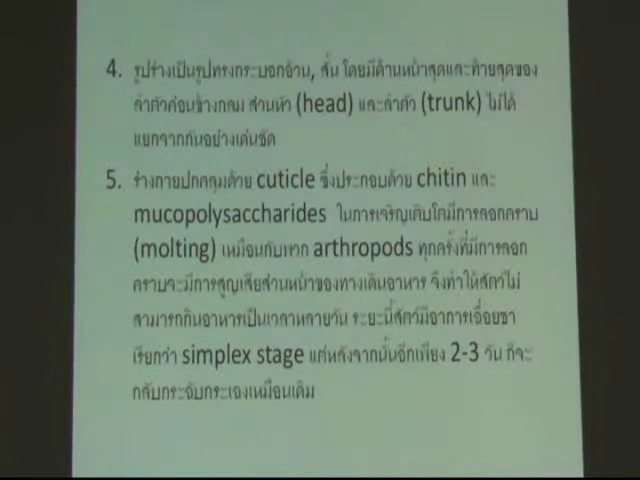 4. รูปร่างเป็นรูปทรงกระบอกอ้วน, สั้น โดยมีด้านหน้าสุดและท้ายสุดของ
ลำตัวค่อนข้างกลม ส่วนหัว (head) และลำตัว (trunk) ไม่ได้
แยกจากกันอย่างเด่นชัด
5. ร่างกายปกคลุมด้วย cuticle ซึ่งประกอบด้วย chitin และ
mucopolysaccharides ในการเจริญเติบโตมีการลอกคราบ
(molting) เหมือนกับพวก arthropods ทุกครั้งที่มีการลอก
คราบจะมีการสูญเสียส่วนหน้าของทางเดินอาหาร จึงทำให้สัตว์ไม่
สามารถกินอาหารเป็นเวลาหลายวัน ระยะนี้สัตว์มีอาการเฉื่อยชา
เรียกว่า simplex stage แต่หลังจากนั้นอีกเพียง 2-3 วัน ก็จะ
กลับกระฉับกระเฉงเหมือนเดิม